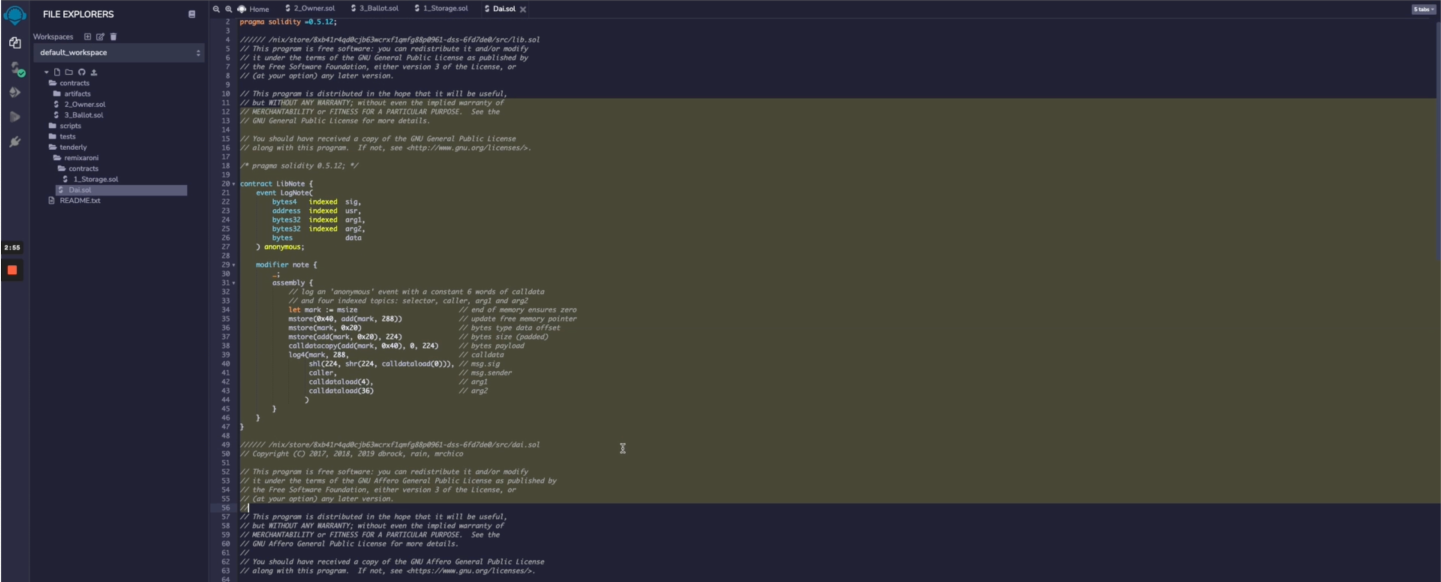 FILE EXPLORERS
Workspaces
default_workspace
contracts
artifacts
2_Owner.sol
3_Ballot.sol
scripts
tests
tenderly
remixaroni
contracts
1_Storage.sol
Dai.sol
README.txt
2:55
Home
2_Owner.sol
3_Ballot.sol
1_Storage.sol
Dai.sol
5 tabs
2 pragma solidity =0.5.12;
3
4 ////// /nix/store/8xb41r4qd0cjb63wcrxf1qmfg88p0961-dss-6fd7de0/src/lib.sol
5 // This program is free software: you can redistribute it and/or modify
6 // it under the terms of the GNU General Public License as published by
7 // the Free Software Foundation, either version 3 of the License, or
8 // (at your option) any later version.
9
10 // This program is distributed in the hope that it will be useful,
11 // but WITHOUT ANY WARRANTY; without even the implied warranty of
12 // MERCHANTABILITY or FITNESS FOR A PARTICULAR PURPOSE.  See the
13 // GNU General Public License for more details.
14
15 // You should have received a copy of the GNU General Public License
16 // along with this program.  If not, see <http://www.gnu.org/licenses/>.
17
18 /* pragma solidity 0.5.12; */
19
20 contract LibNote {
21 event LogNote(
22 bytes4   indexed  sig,
23 address  indexed  usr,
24 bytes32  indexed  arg1,
25 bytes32  indexed  arg2,
26 bytes             data
27 ) anonymous;
28
29 modifier note {
30 _;
31 assembly {
32 // log an 'anonymous' event with a constant 6 words of calldata
33 // and four indexed topics: selector, caller, arg1 and arg2
34 let mark := msize                         // end of memory ensures zero
35 mstore(0x40, add(mark, 288))              // update free memory pointer
36 mstore(mark, 0x20)                        // bytes type data offset
37 mstore(add(mark, 0x20), 224)              // bytes size (padded)
38 calldatacopy(add(mark, 0x40), 0, 224)     // bytes payload
39 log4(mark, 288,                           // calldata
40 shl(224, shr(224, calldataload(0))), // msg.sig
41 caller,                              // msg.sender
42 calldataload(4),                     // arg1
43 calldataload(36)                     // arg2
44 )
45 }
46 }
47 }
48
49 ////// /nix/store/8xb41r4qd0cjb63wcrxf1qmfg88p0961-dss-6fd7de0/src/dai.sol
50 // Copyright (C) 2017, 2018, 2019 dbrock, rain, mrchico
51
52 // This program is free software: you can redistribute it and/or modify
53 // it under the terms of the GNU Affero General Public License as published by
54 // the Free Software Foundation, either version 3 of the License, or
55 // (at your option) any later version.
56 //
57 // This program is distributed in the hope that it will be useful,
58 // but WITHOUT ANY WARRANTY; without even the implied warranty of
59 // MERCHANTABILITY or FITNESS FOR A PARTICULAR PURPOSE.  See the
60 // GNU Affero General Public License for more details.
61 //
62 // You should have received a copy of the GNU Affero General Public License
63 // along with this program.  If not, see <https://www.gnu.org/licenses/>.
64